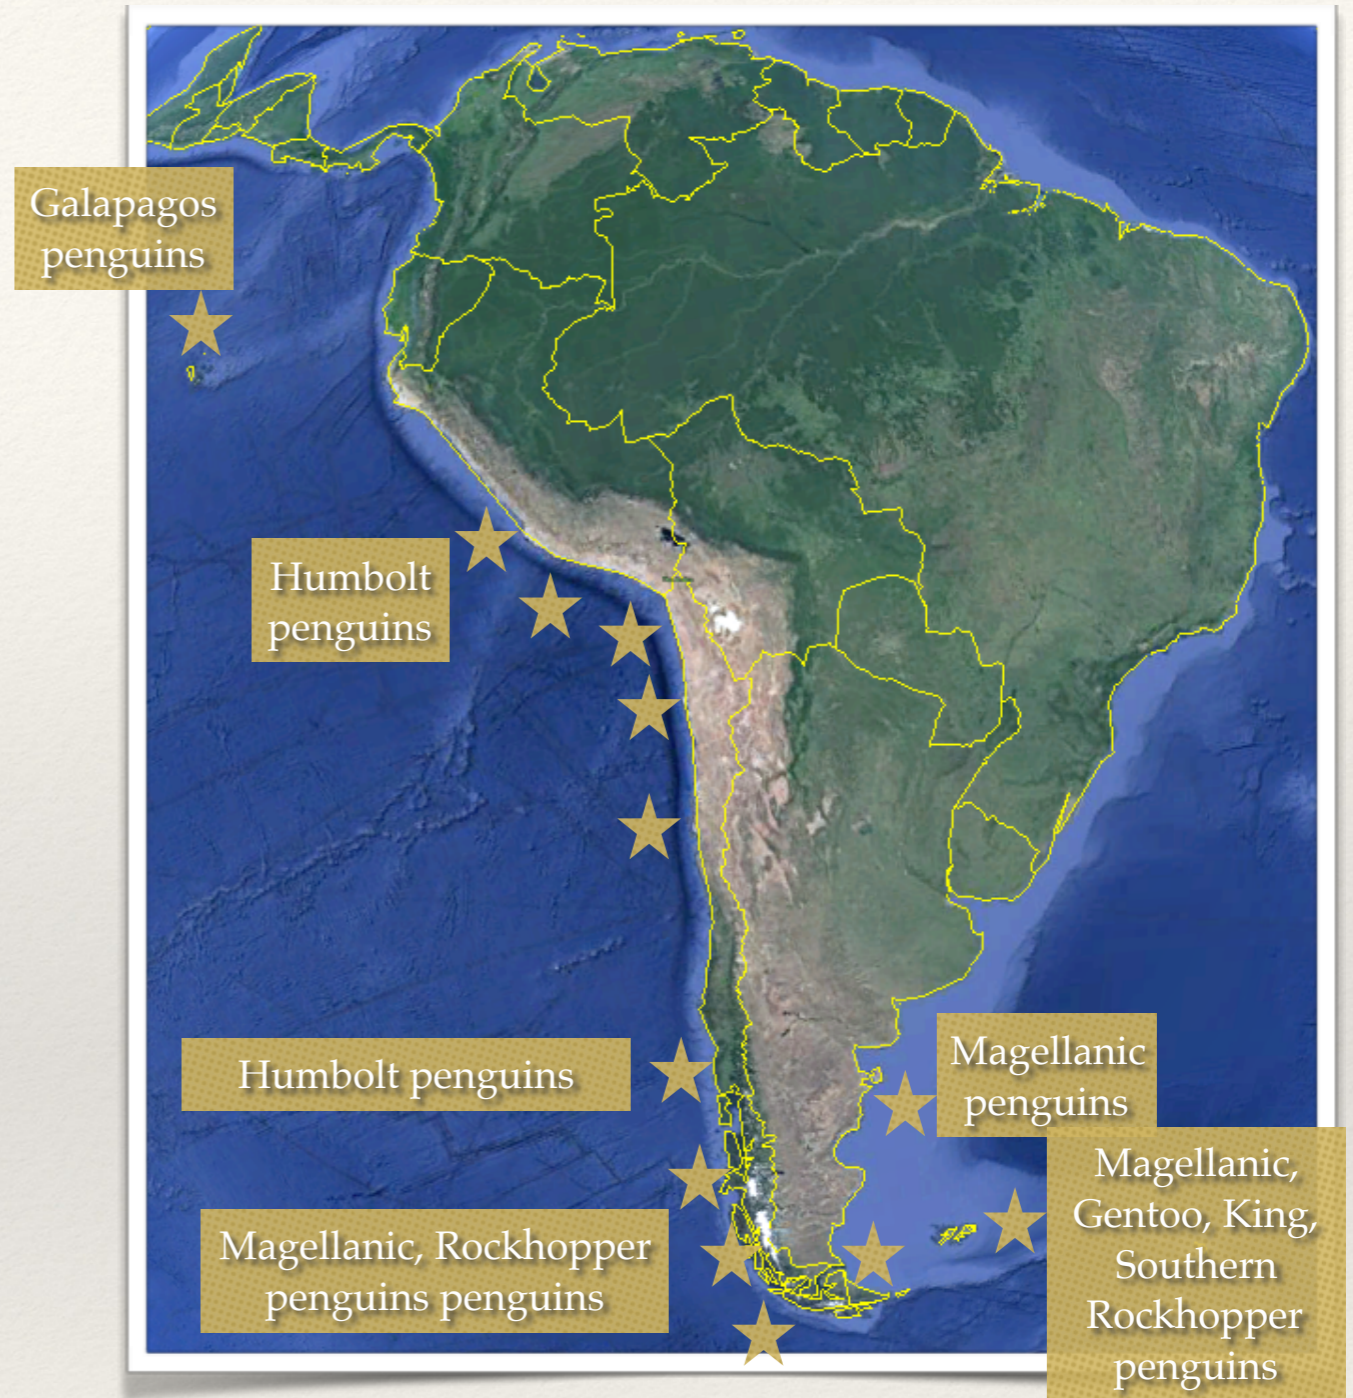 Galapagos
penguins
Humbolt
penguins
Humbolt penguins
Magellanic
penguins
Magellanic, Rockhopper
penguins penguins
Magellanic,
Gentoo, King,
Southern
Rockhopper
penguins